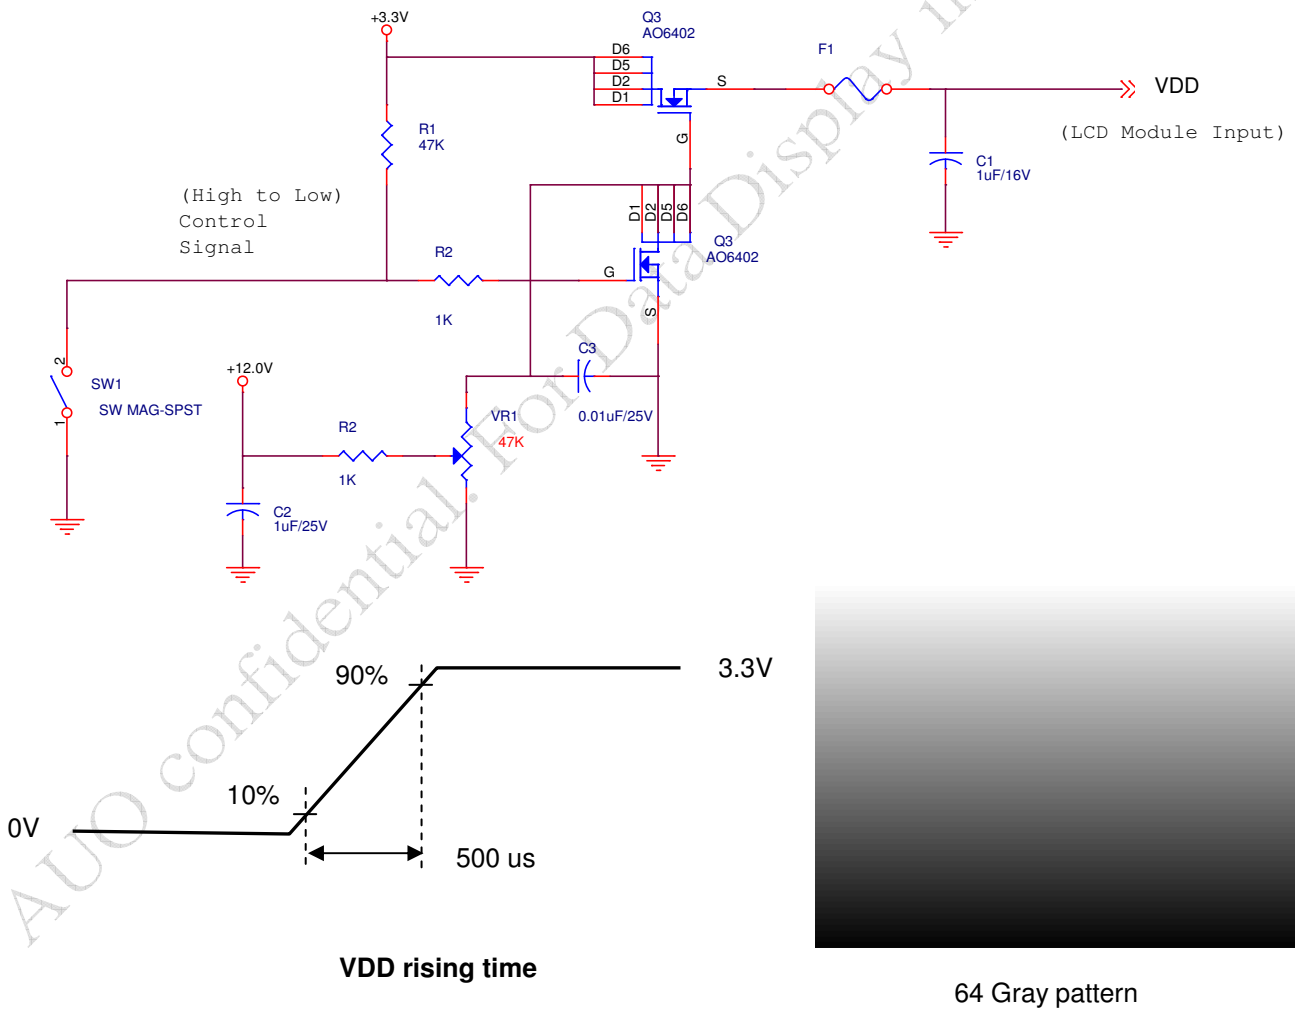 +3.3V
Q3
AO6402
D6
D5
D2
D1
S
G
F1
VDD
(LCD Module Input)
C1
1uF/16V
R1
47K
(High to Low)
Control
Signal
D1
D2
D5
D6
Q3
AO6402
G
S
R2
1K
2
SW1
SW MAG-SPST
1
+12.0V
C3
0.01uF/25V
VR1
47K
R2
1K
C2
1uF/25V
90%
3.3V
10%
0V
500 us
VDD rising time
64 Gray pattern
AUO confidential. For Data Display